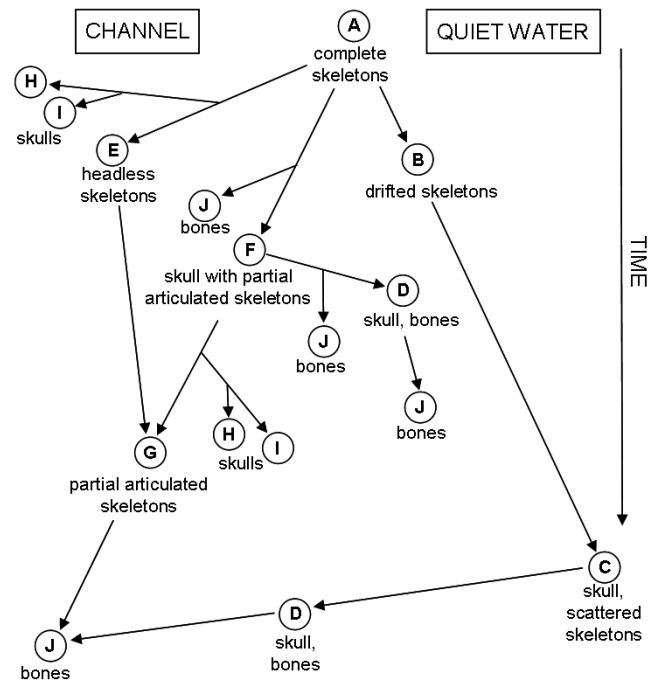 CHANNEL
A
QUIET WATER
complete
skeletons
H
I
skulls
E
headless
skeletons
B
drifted skeletons
J
bones
F
skull with partial
articulated skeletons
TIME
D
skull, bones
J
bones
J
bones
H
I
skulls
G
partial articulated
skeletons
C
skull,
scattered
skeletons
D
skull,
bones
J
bones